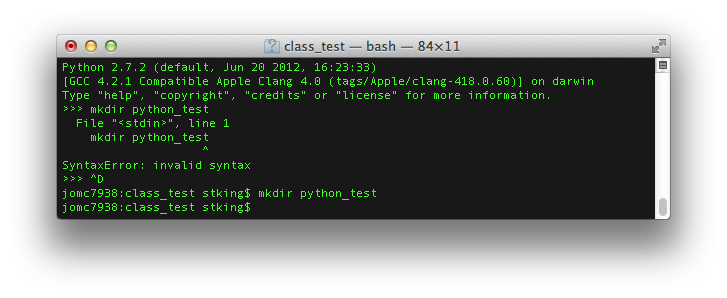 class_test — bash — 84×11
Python 2.7.2 (default, Jun 20 2012, 16:23:33)
[GCC 4.2.1 Compatible Apple Clang 4.0 (tags/Apple/clang-418.0.60)] on darwin
Type "help", "copyright", "credits" or "license" for more information.
>>> mkdir python_test
  File "<stdin>", line 1
    mkdir python_test
                    ^
SyntaxError: invalid syntax
>>> ^D
jomc7938:class_test stking$ mkdir python_test
jomc7938:class_test stking$